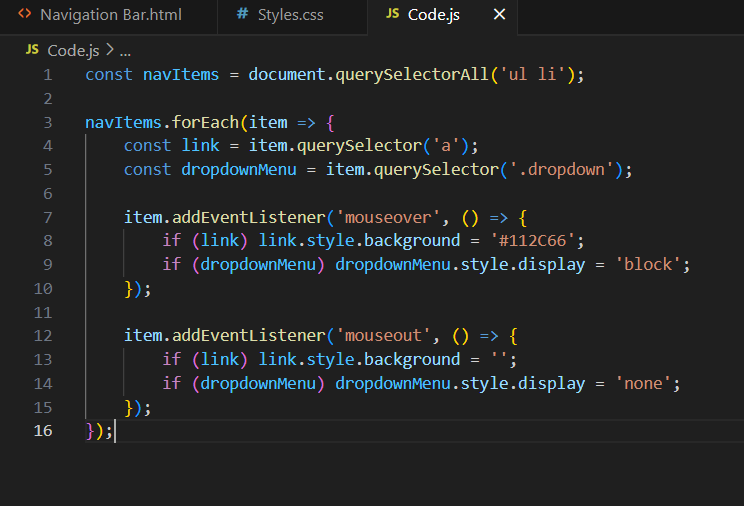 Navigation Bar.html
# Styles.css
JS Code.js ×
JS Code.js > ...
1 const navItems = document.querySelectorAll('ul li');
2
3 navItems.forEach(item => {
4     const link = item.querySelector('a');
5     const dropdownMenu = item.querySelector('.dropdown');
6
7     item.addEventListener('mouseover', () => {
8         if (link) link.style.background = '#112C66';
9         if (dropdownMenu) dropdownMenu.style.display = 'block';
10     });
11
12     item.addEventListener('mouseout', () => {
13         if (link) link.style.background = '';
14         if (dropdownMenu) dropdownMenu.style.display = 'none';
15     });
16 });